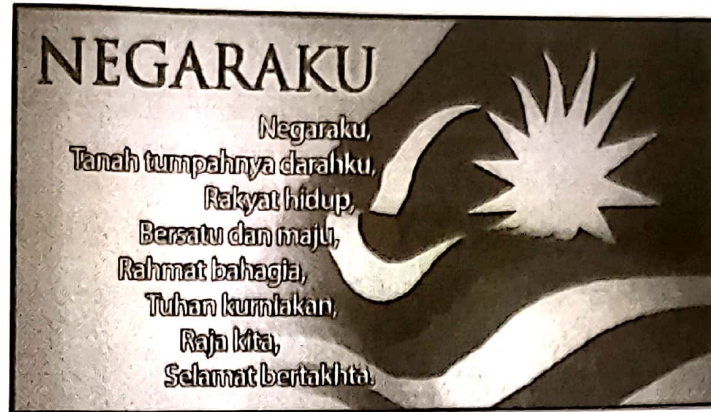 NEGARAKU
Negaraku,
Tanah tumpahnya darahku,
Rakyat hidup,
Bersatu dan maju,
Rahmat bahagia,
Tuhan kurniakan,
Raja kita,
Selamat bertakhta.